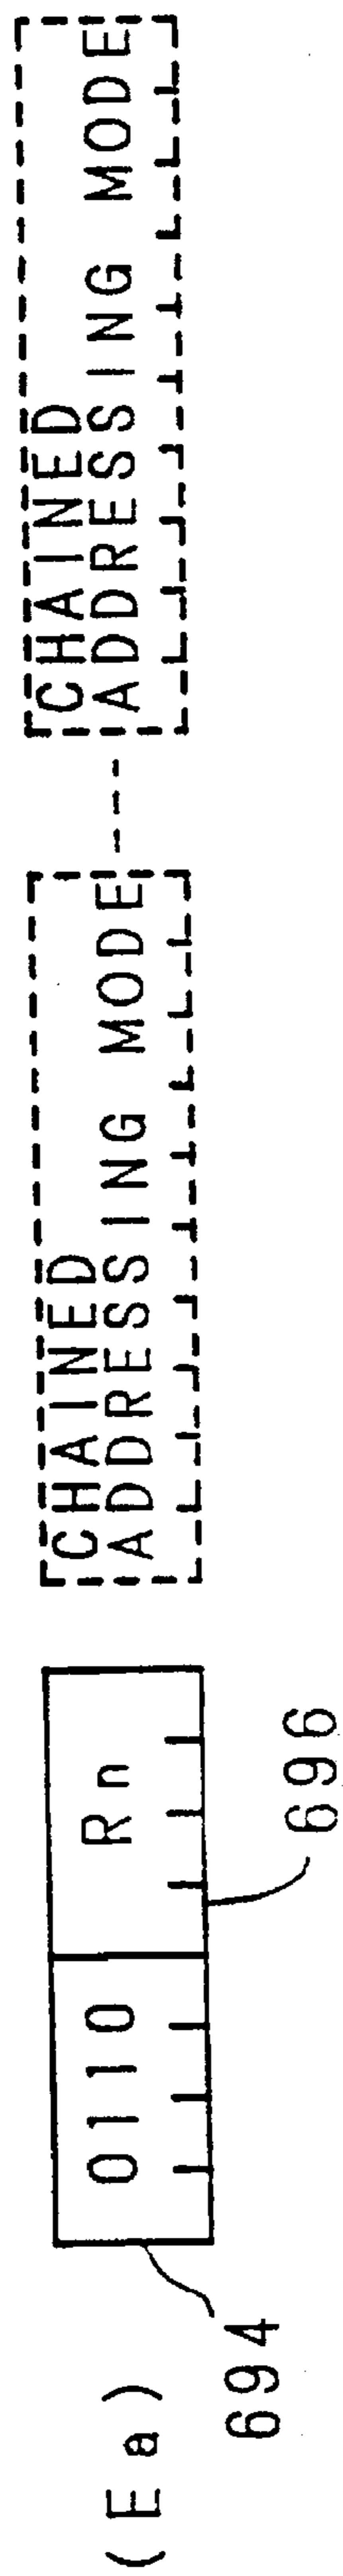 (Ea)
0110
Rn
CHAINED
ADDRESSING MODE
---
CHAINED
ADDRESSING MODE
694
696